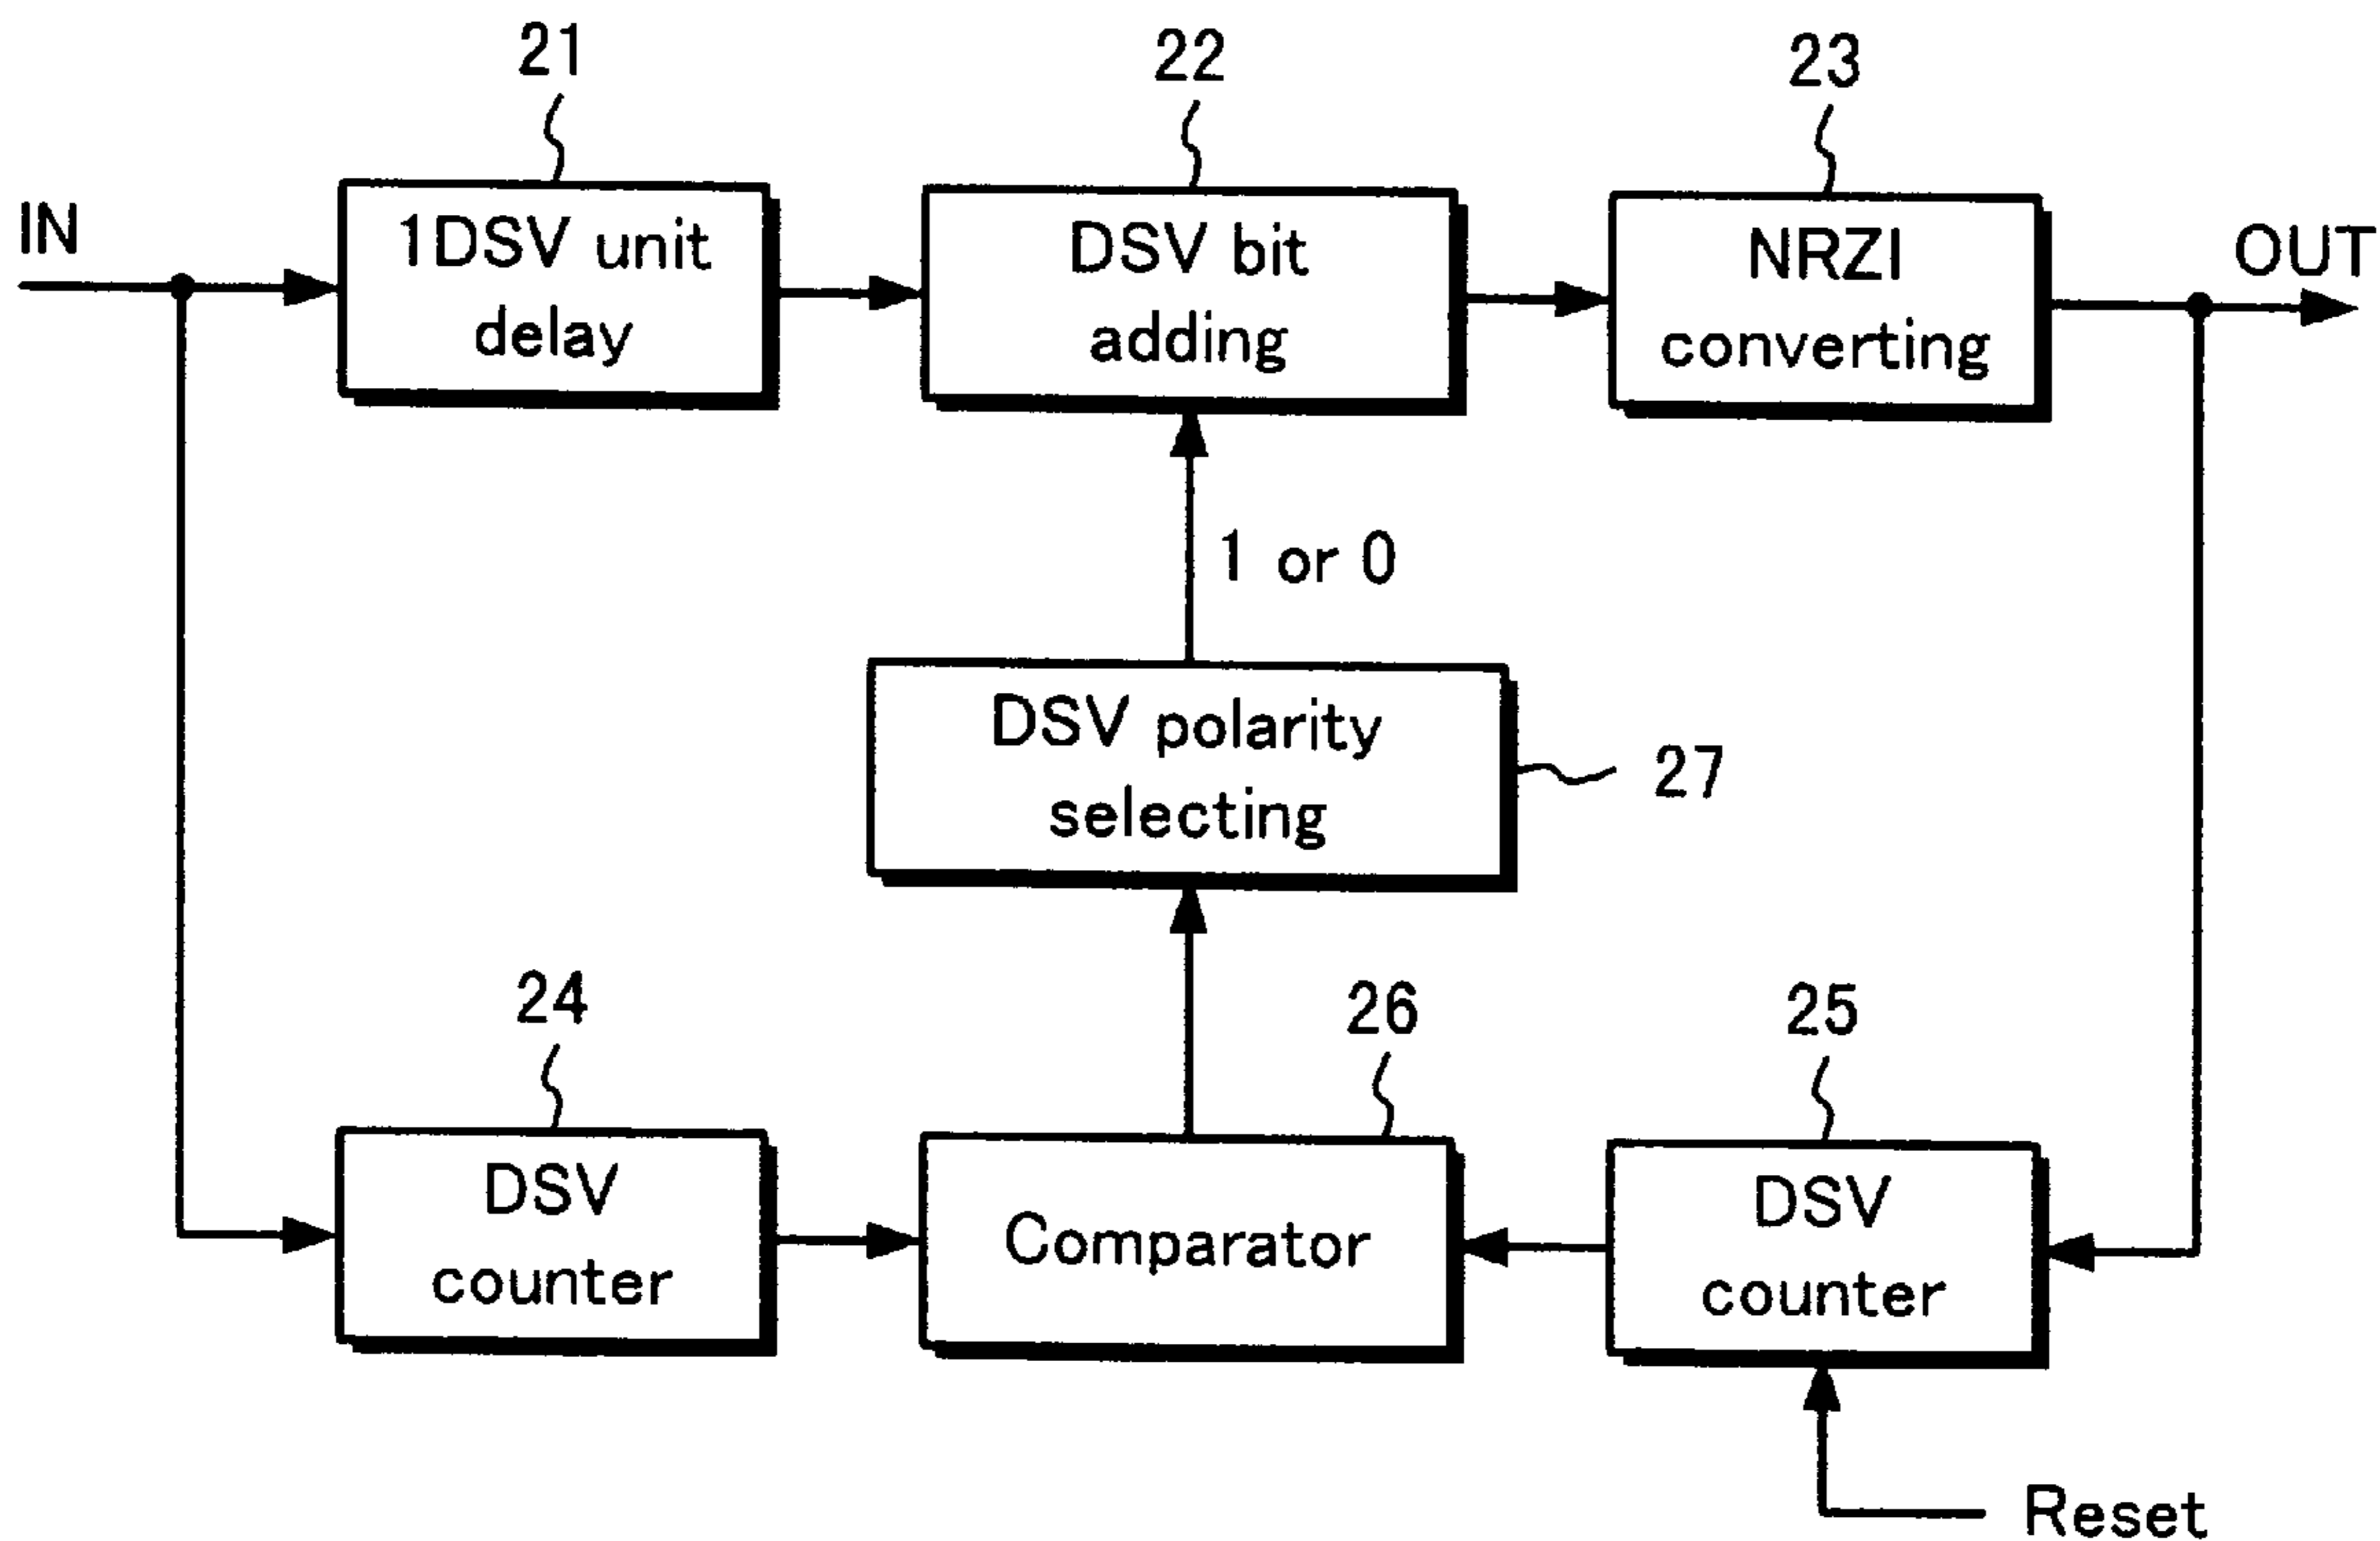 21
22
23
IN
1DSV unit
delay
DSV bit
adding
NRZI
converting
OUT
1 or 0
DSV polarity
selecting
27
24
26
25
DSV
counter
Comparator
DSV
counter
Reset